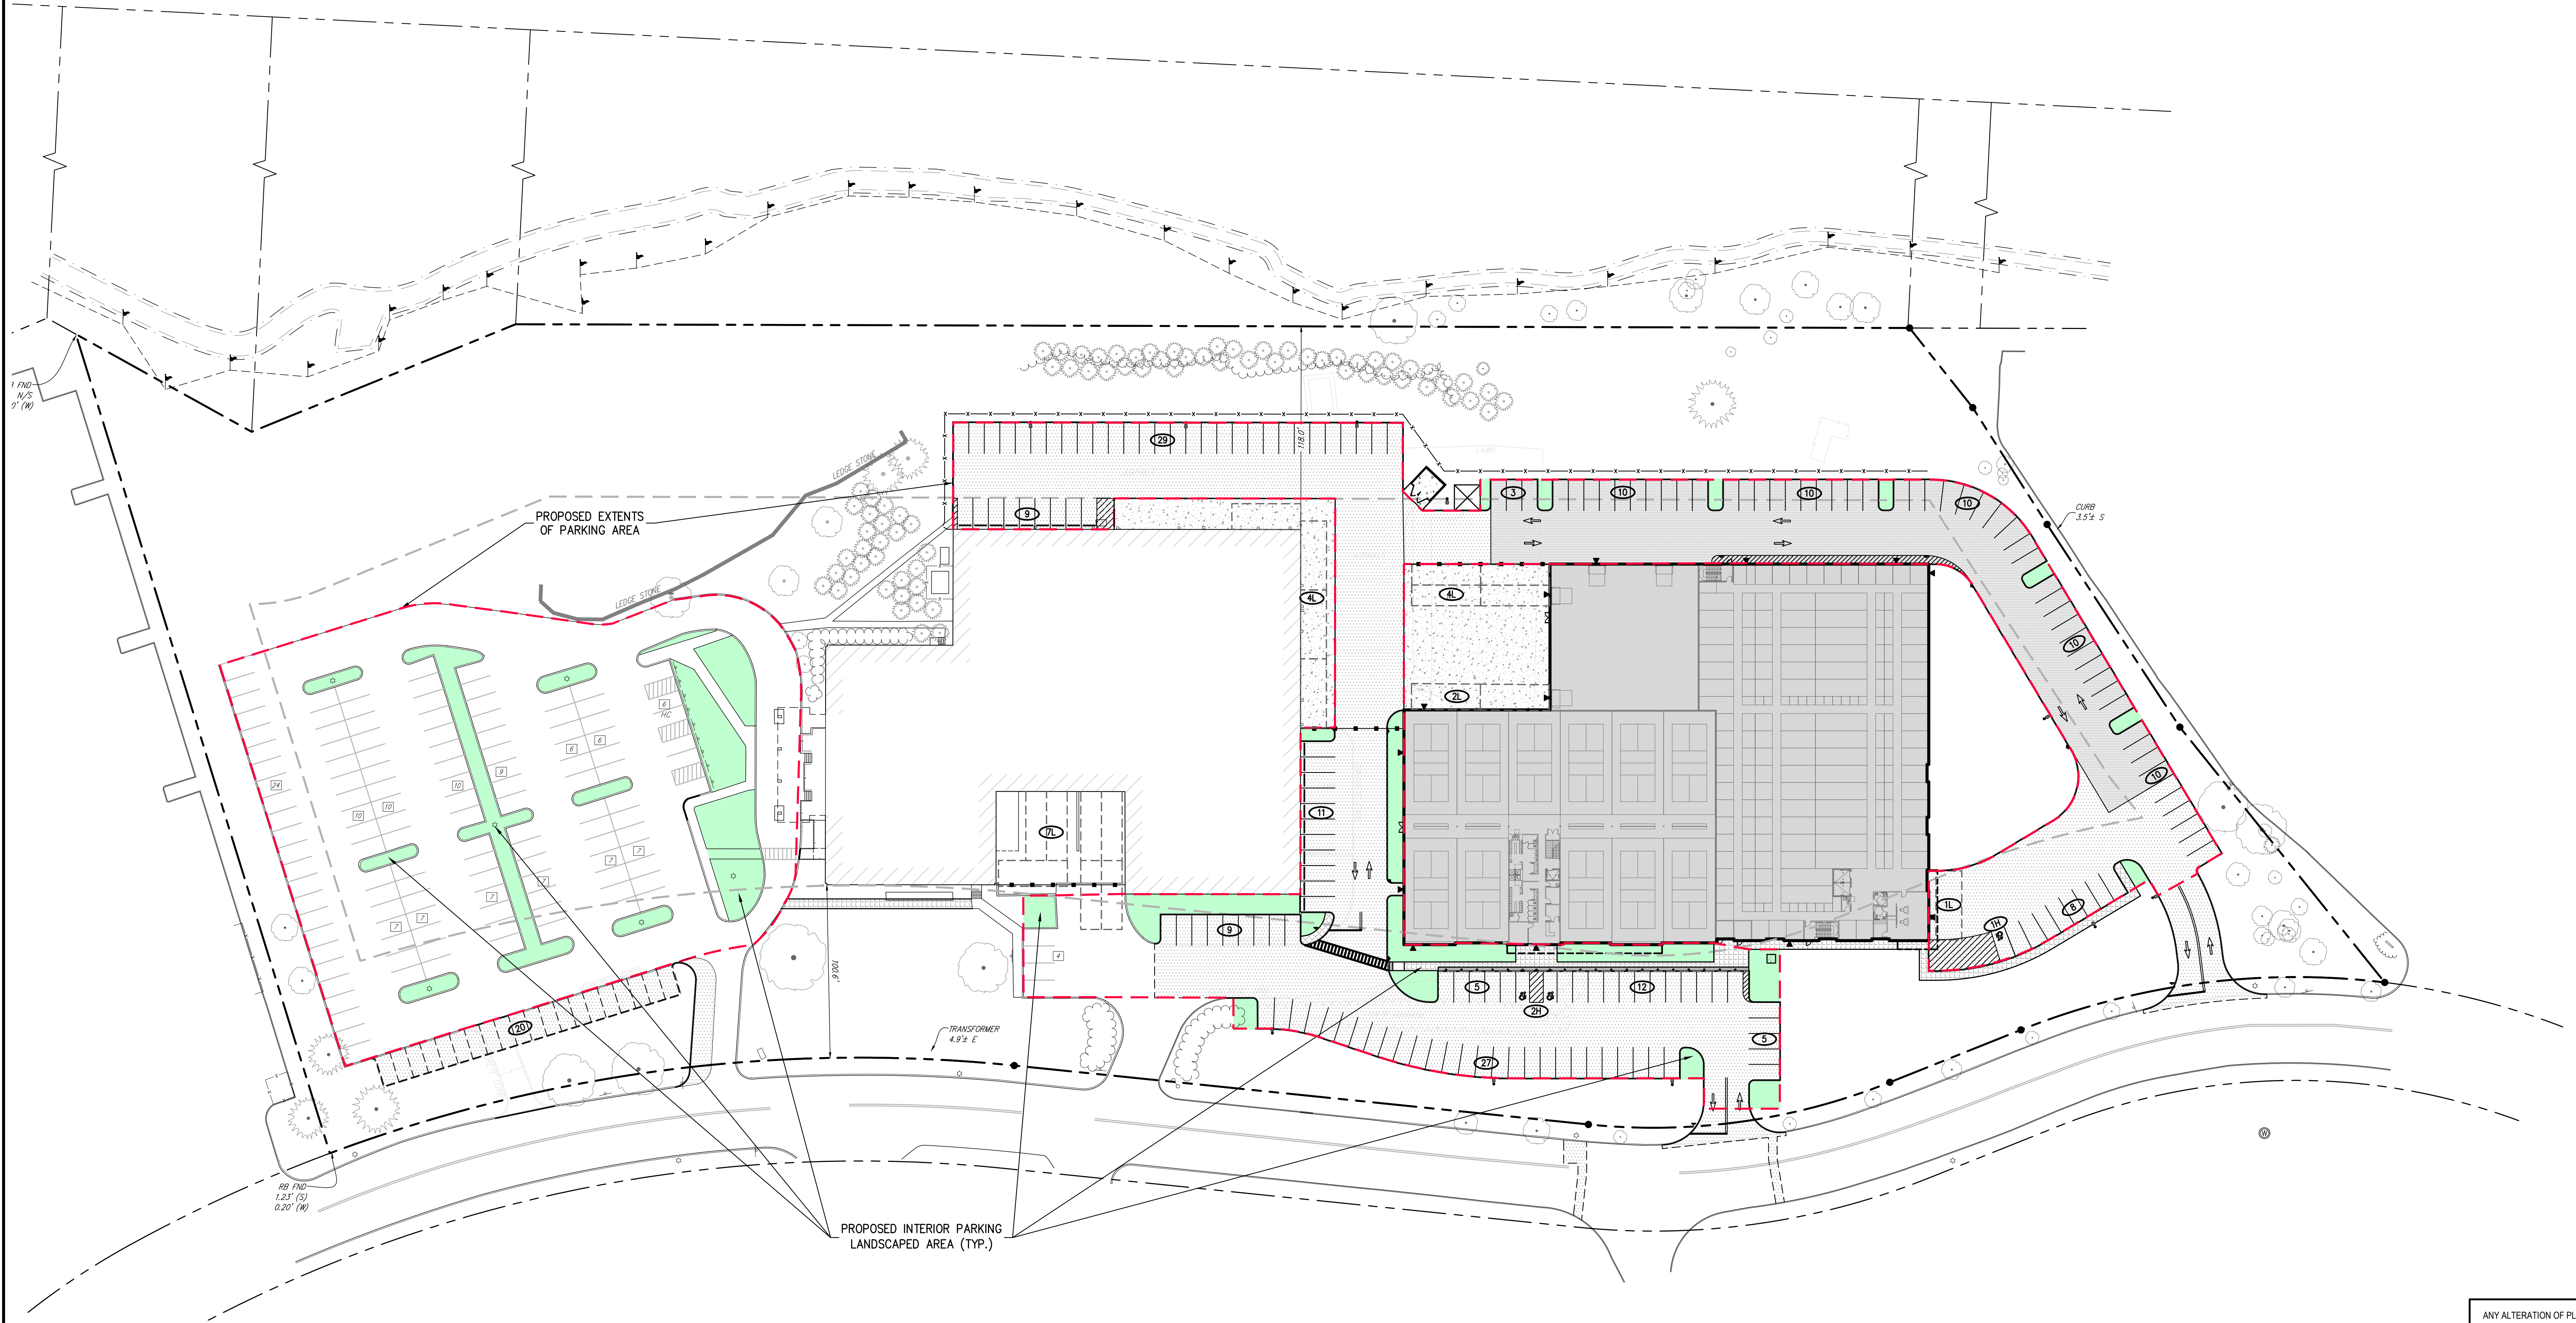 N/S
CURB
3.5'± S
118.0'
LEDGE STONE
29
3
10
10
10
9
PROPOSED EXTENTS
OF PARKING AREA
4L
4L
LEDGE STONE
10
2L
6
HC
6
6
9
24
10
10
10
10
7L
11
7
7
7
7
7
7
1L
1H
8
9
4
100.6'
5
12
2H
5
20
27
TRANSFORMER
4.9'± E
W
RB FND
1.23' (S)
0.20' (W)
PROPOSED INTERIOR PARKING
LANDSCAPED AREA (TYP.)
ANY ALTERATION OF